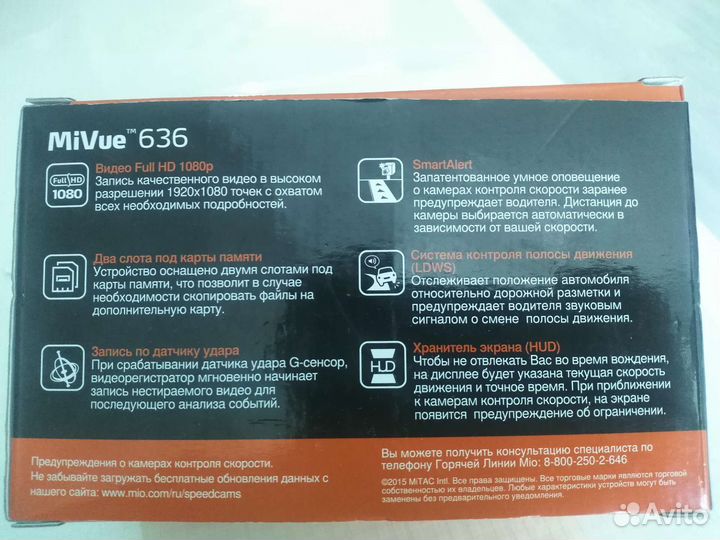 MiVue™ 636
Full HD
1080
Видео Full HD 1080p
Запись качественного видео в высоком
разрешении 1920х1080 точек с охватом
всех необходимых подробностей.
Два слота под карты памяти
Устройство оснащено двумя слотами под
карты памяти, что позволит в случае
необходимости скопировать файлы на
дополнительную карту.
Запись по датчику удара
При срабатывании датчика удара G-сенсор,
видеорегистратор мгновенно начинает
запись нестираемого видео для
последующего анализа событий.
SmartAlert
Запатентованное умное оповещение
о камерах контроля скорости заранее
предупреждает водителя. Дистанция до
камеры выбирается автоматически в
зависимости от вашей скорости.
Система контроля полосы движения
(LDWS)
Отслеживает положение автомобиля
относительно дорожной разметки и
предупреждает водителя звуковым
сигналом о смене полосы движения.
HUD
Хранитель экрана (HUD)
Чтобы не отвлекать Вас во время вождения,
на дисплее будет указана текущая скорость
движения и точное время. При приближении
к камерам контроля скорости, на экране
появится предупреждение об ограничении.
Предупреждения о камерах контроля скорости.
Не забывайте загружать бесплатные обновления данных с
нашего сайта: www.mio.com/ru/speedcams
Вы можете получить консультацию специалиста по
телефону Горячей Линии Mio: 8-800-250-2-646
©2015 MiTAC Intl. Все права защищены. Все торговые марки являются торговой
собственностью их владельцев. Любые характеристики устройств могут быть
заменены без предварительного уведомления.
Avito